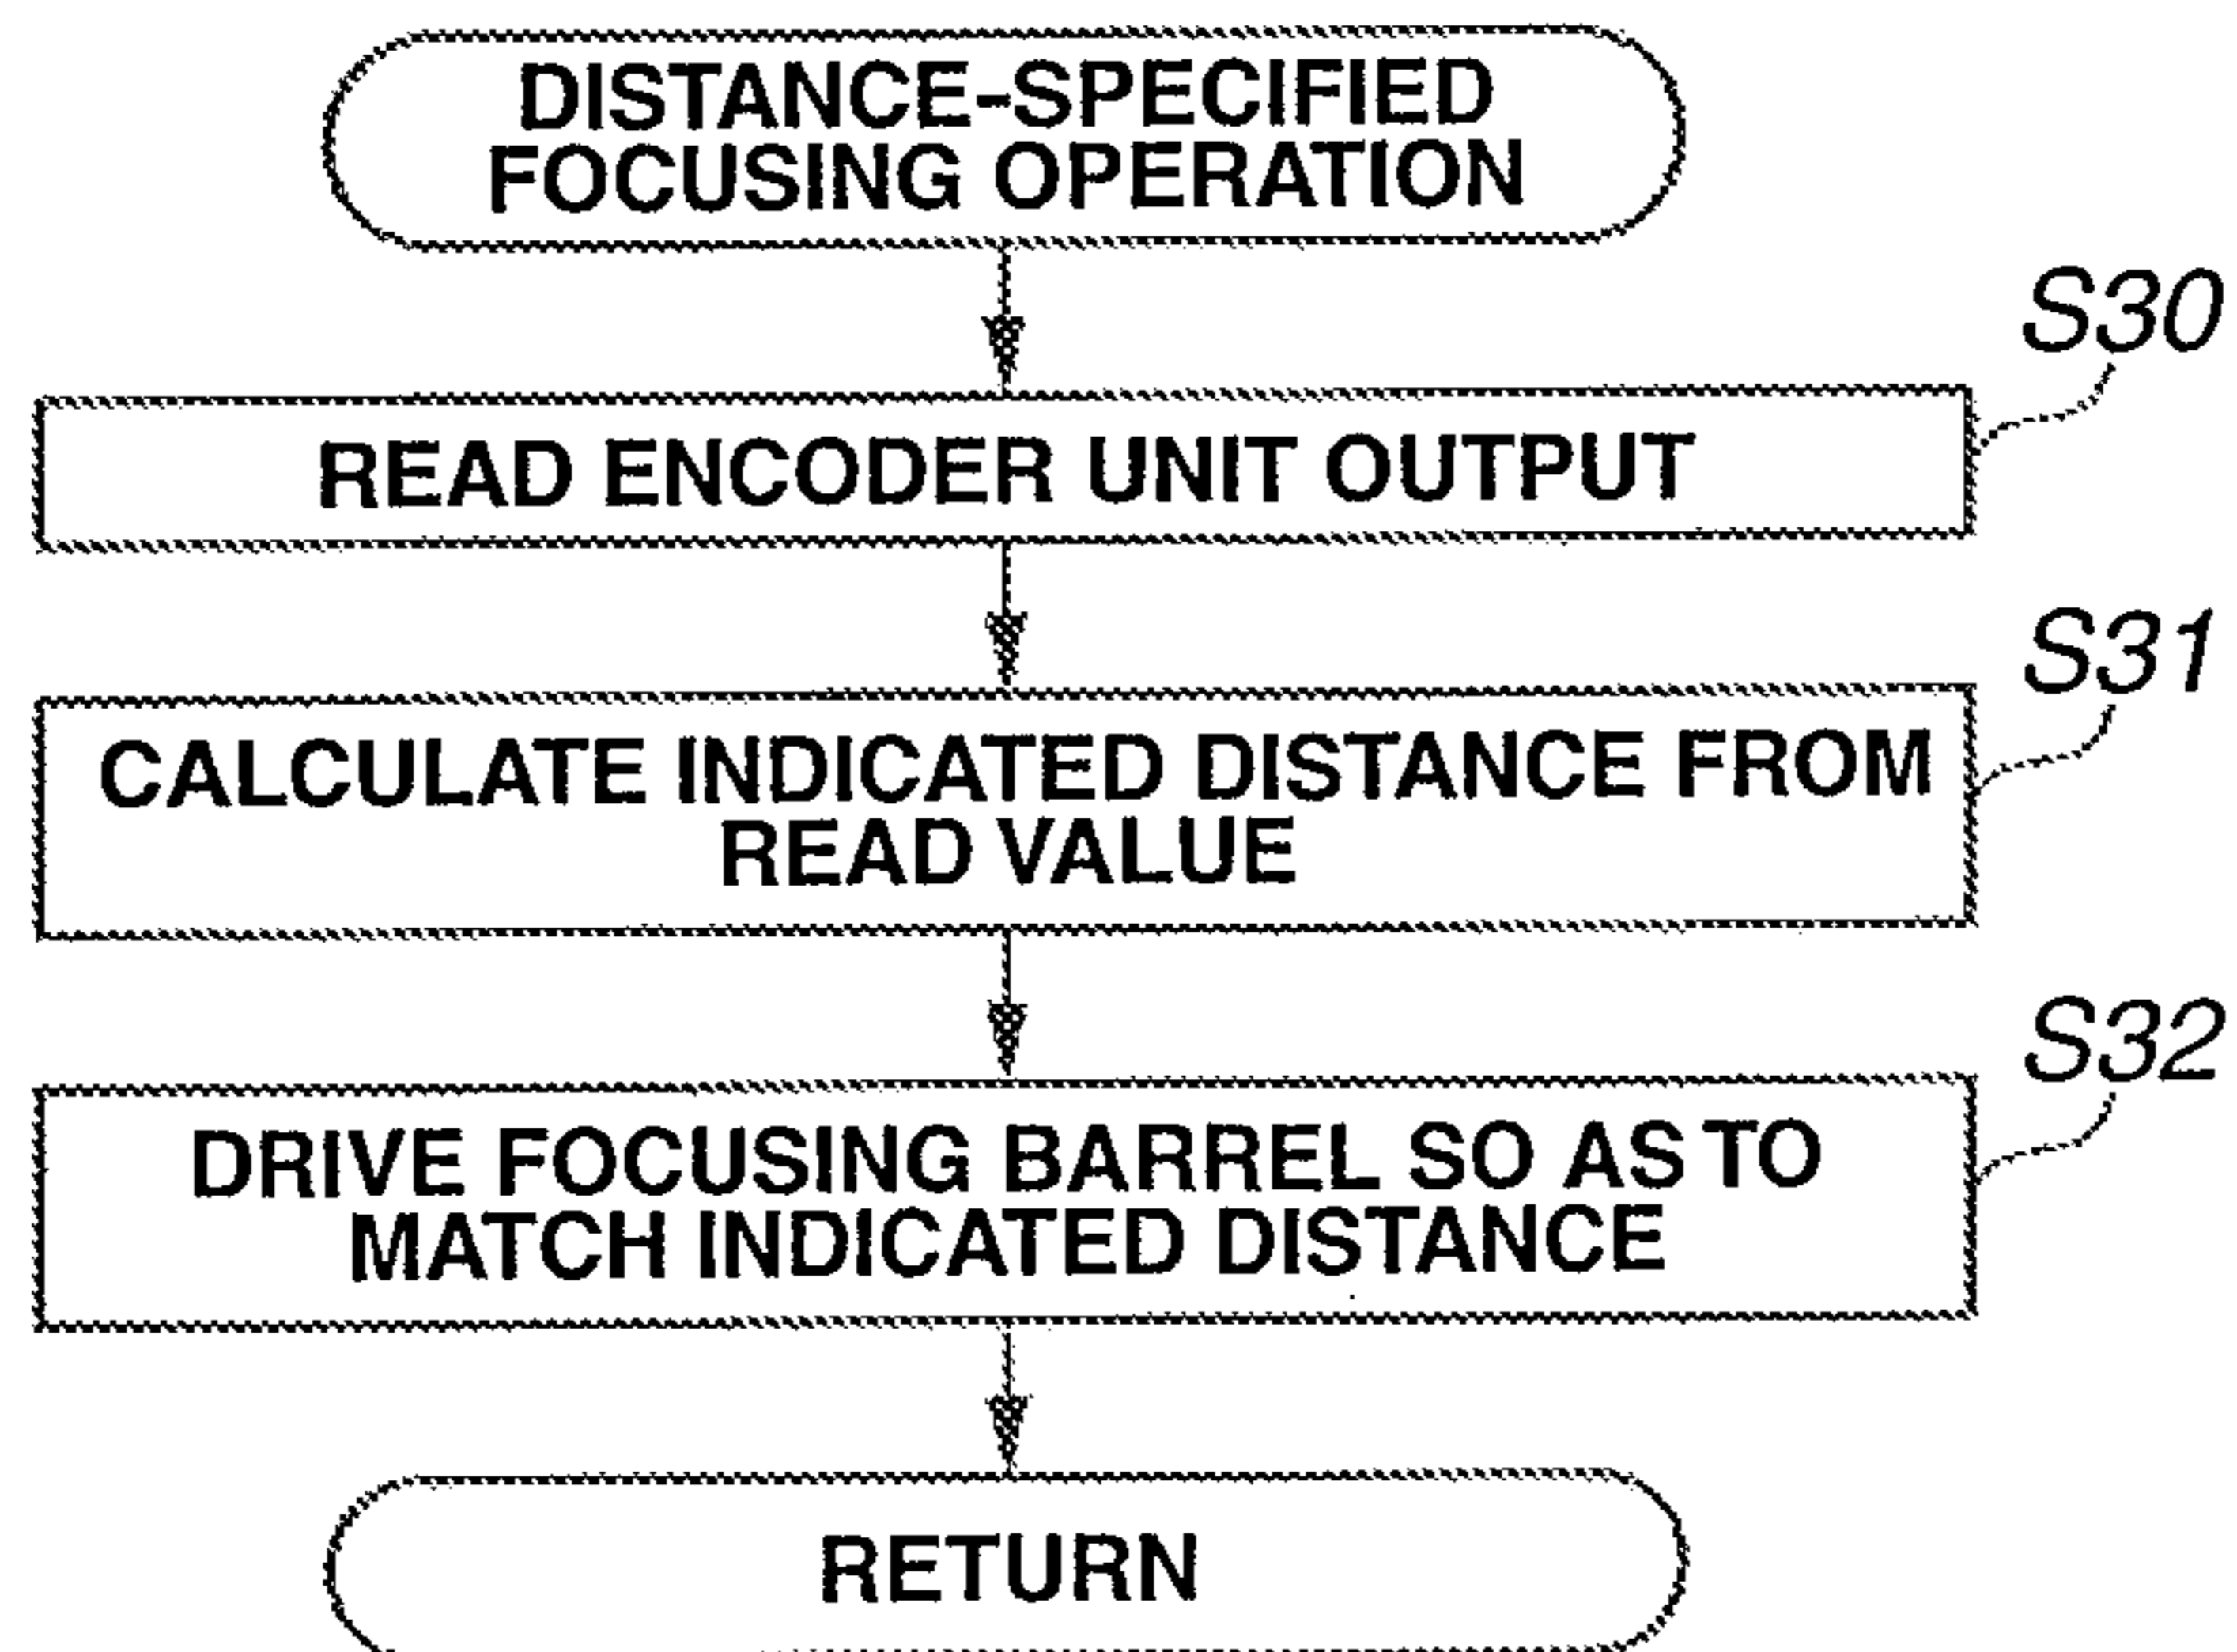 DISTANCE-SPECIFIED
FOCUSING OPERATION
S30
READ ENCODER UNIT OUTPUT
S31
CALCULATE INDICATED DISTANCE FROM
READ VALUE
S32
DRIVE FOCUSING BARREL SO AS TO
MATCH INDICATED DISTANCE
RETURN